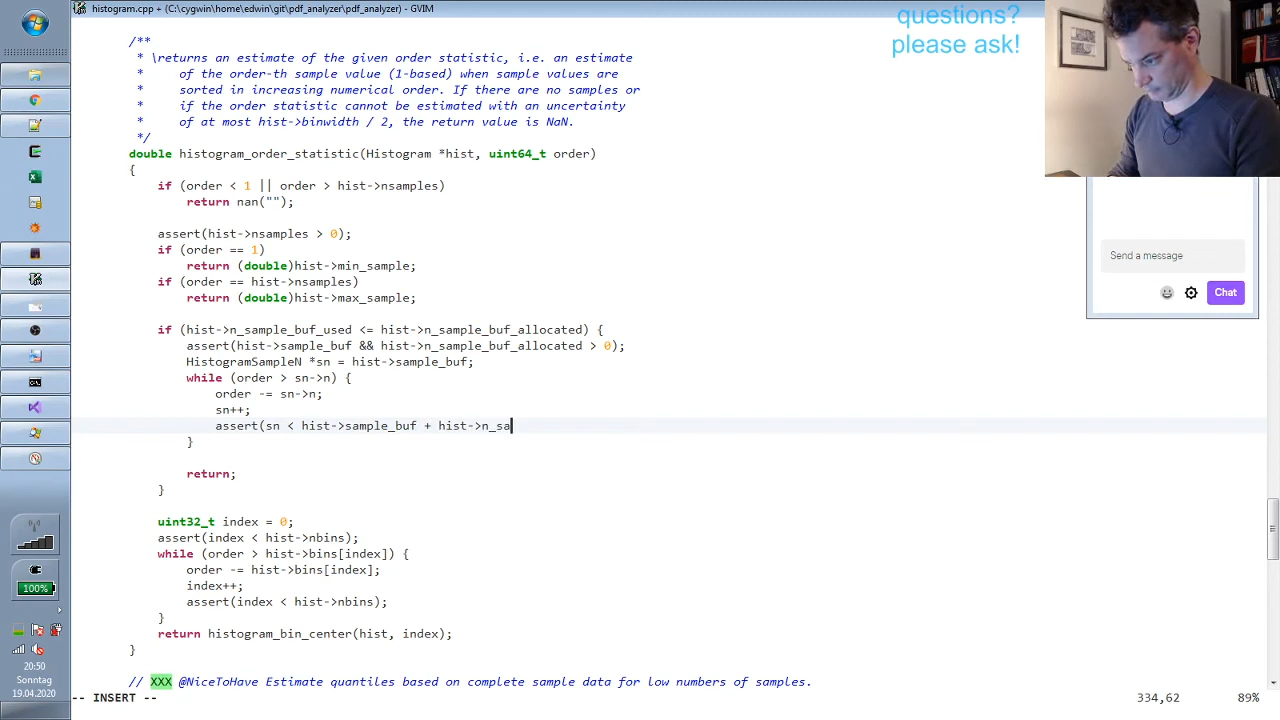 histogram.cpp + (C:\cygwin\home\edwin\git\pdf_analyzer\pdf_analyzer) - GVIM
questions?
please ask!
/**
 * \returns an estimate of the given order statistic, i.e. an estimate
 *     of the order-th sample value (1-based) when sample values are
 *     sorted in increasing numerical order. If there are no samples or
 *     if the order statistic cannot be estimated with an uncertainty
 *     of at most hist->binwidth / 2, the return value is NaN.
 */
double histogram_order_statistic(Histogram *hist, uint64_t order)
{
    if (order < 1 || order > hist->nsamples)
        return nan("");
    assert(hist->nsamples > 0);
    if (order == 1)
        return (double)hist->min_sample;
    if (order == hist->nsamples)
        return (double)hist->max_sample;
    if (hist->n_sample_buf_used <= hist->n_sample_buf_allocated) {
        assert(hist->sample_buf && hist->n_sample_buf_allocated > 0);
        HistogramSampleN *sn = hist->sample_buf;
        while (order > sn->n) {
            order -= sn->n;
            sn++;
            assert(sn < hist->sample_buf + hist->n_sa
        }
        return;
    }
    uint32_t index = 0;
    assert(index < hist->nbins);
    while (order > hist->bins[index]) {
        order -= hist->bins[index];
        index++;
        assert(index < hist->nbins);
    }
    return histogram_bin_center(hist, index);
}
// XXX @NiceToHave Estimate quantiles based on complete sample data for low numbers of samples.
-- INSERT --
334,62
89%
Send a message
Chat
100%
20:50
Sonntag
19.04.2020